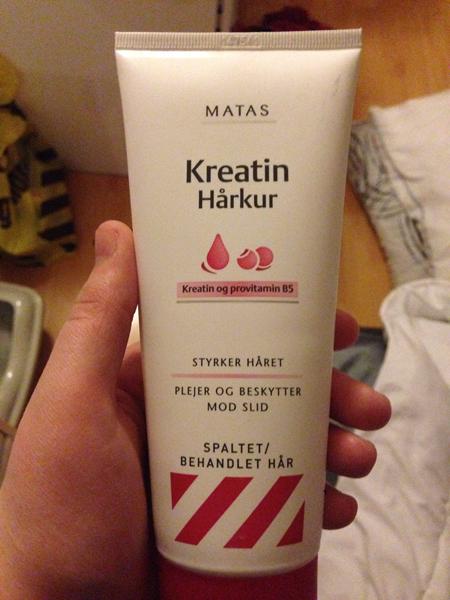 MATAS
Kreatin
Hårkur
Kreatin og provitamin B5
STYRKER HÅRET
PLEJER OG BESKYTTER
MOD SLID
SPALTET/
BEHANDLET HÅR